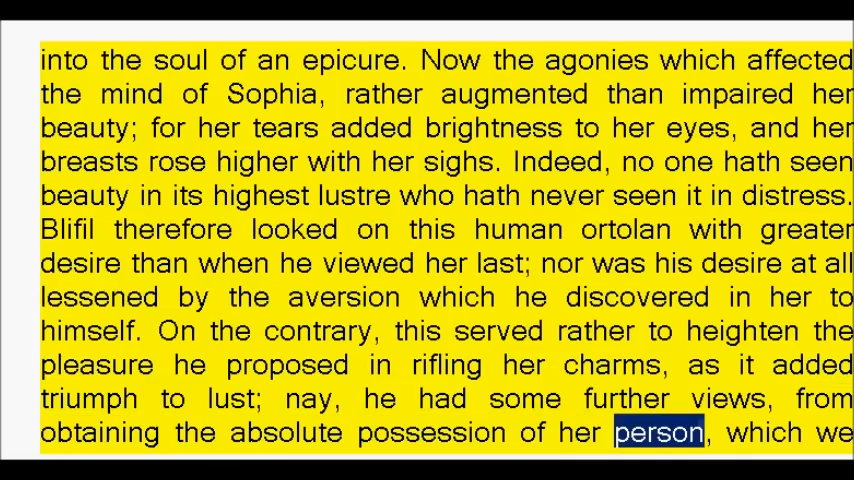 into the soul of an epicure. Now the agonies which affected
the mind of Sophia, rather augmented than impaired her
beauty; for her tears added brightness to her eyes, and her
breasts rose higher with her sighs. Indeed, no one hath seen
beauty in its highest lustre who hath never seen it in distress.
Blifil therefore looked on this human ortolan with greater
desire than when he viewed her last; nor was his desire at all
lessened by the aversion which he discovered in her to
himself. On the contrary, this served rather to heighten the
pleasure he proposed in rifling her charms, as it added
triumph to lust; nay, he had some further views, from
obtaining the absolute possession of her person, which we